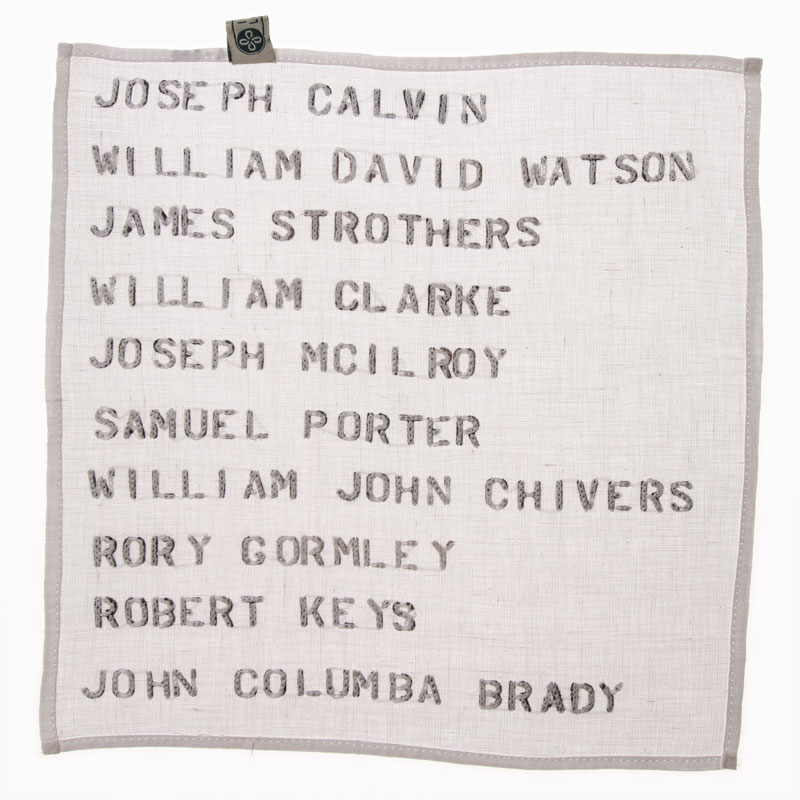 JOSEPH CALVIN
WILLIAM DAVID WATSON
JAMES STROTHERS
WILLIAM CLARKE
JOSEPH MCILROY
SAMUEL PORTER
WILLIAM JOHN CHIVERS
RORY GORMLEY
ROBERT KEYS
JOHN COLUMBA BRADY